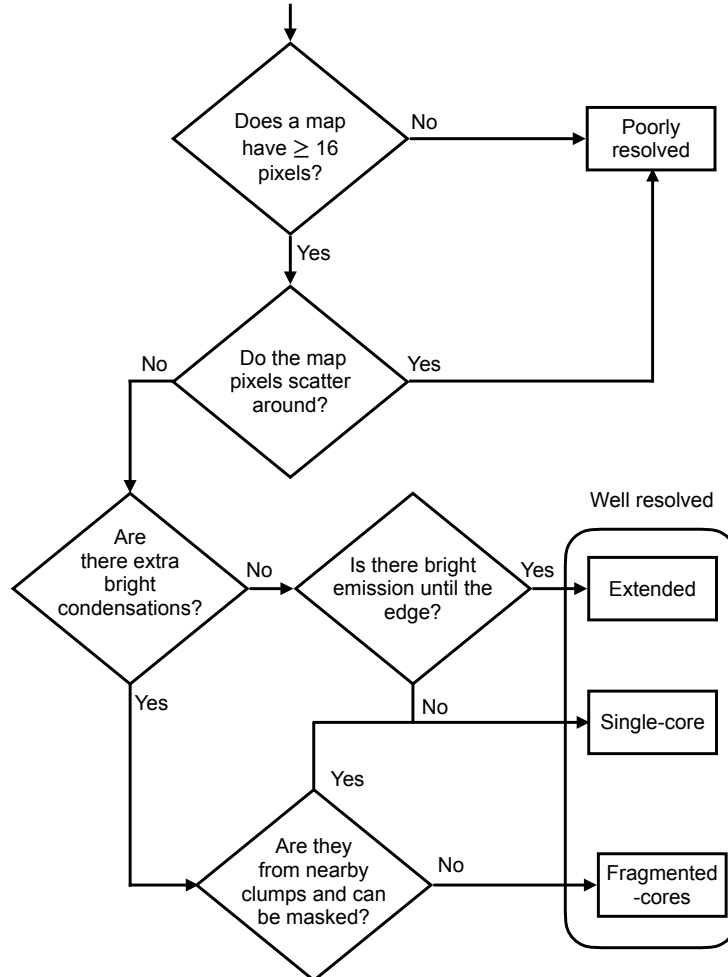 Does a map
have ≥ 16
pixels?
No
Poorly
resolved
Yes
Do the map
pixels scatter
around?
No
Yes
Well resolved
Are
there extra
bright
condensations?
No
Is there bright
emission until the
edge?
Yes
Extended
Yes
No
Single-core
Yes
Are they
from nearby
clumps and can
be masked?
No
Fragmented
-cores